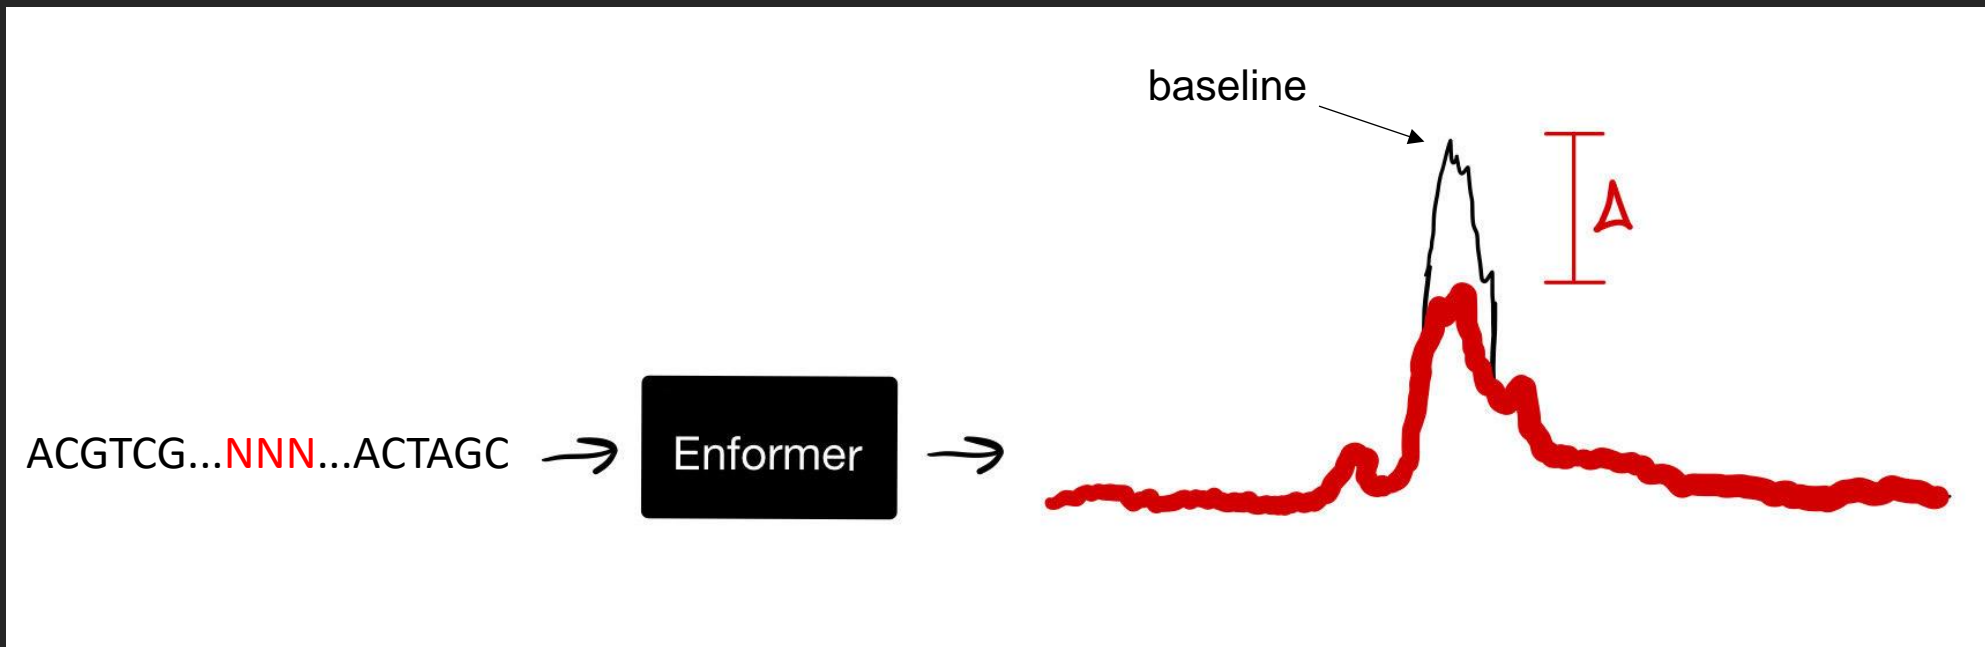 baseline
Δ
ACGTCG...NNN...ACTAGC
Enformer